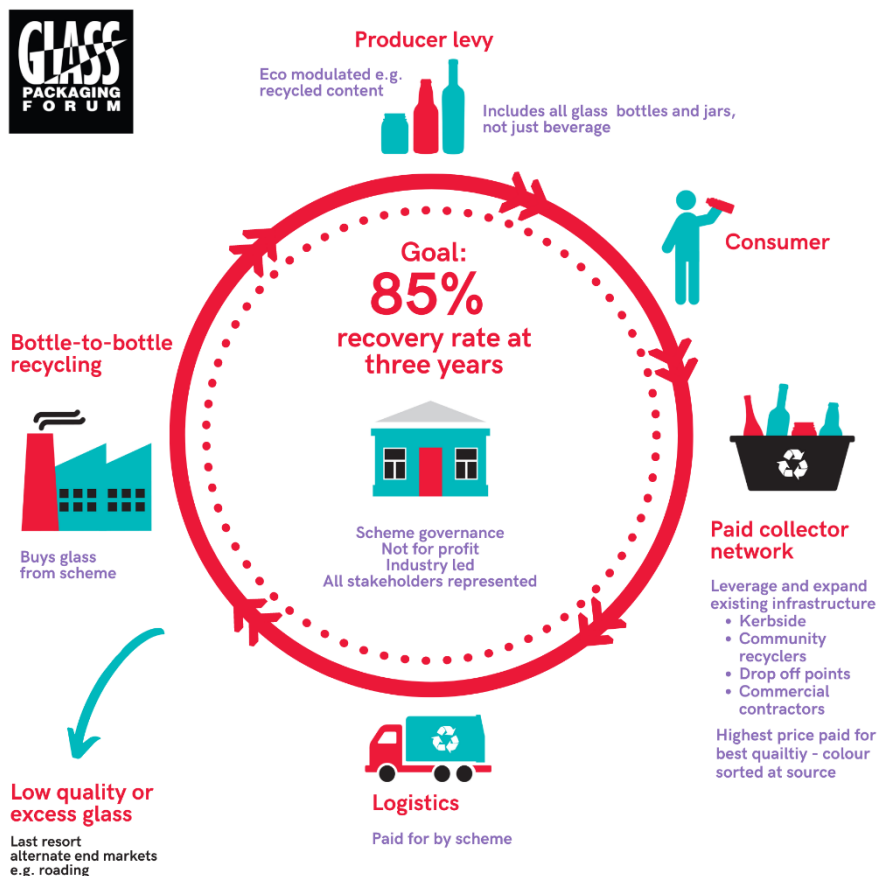 GLASS
PACKAGING
FORUM
Producer levy
Eco modulated e.g.
recycled content
Includes all glass bottles and jars,
not just beverage
Consumer
Goal:
85%
recovery rate at
three years
Scheme governance
Not for profit
Industry led
All stakeholders represented
Paid collector
network
Leverage and expand
existing infrastructure
• Kerbside
• Community
recyclers
• Drop off points
• Commercial
contractors
Highest price paid for
best quailtiy - colour
sorted at source
Logistics
Paid for by scheme
Bottle-to-bottle
recycling
Buys glass
from scheme
Low quality or
excess glass
Last resort
alternate end markets
e.g. roading